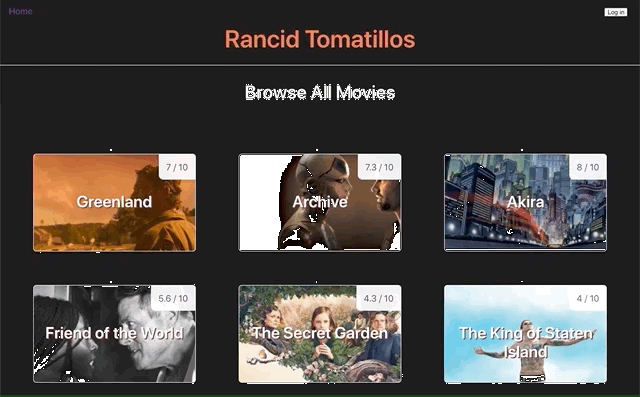 Home
Log in
Rancid Tomatillos
Browse All Movies
7 / 10
Greenland
7.3 / 10
Archive
8 / 10
Akira
5.6 / 10
Friend of the World
4.3 / 10
The Secret Garden
4 / 10
The King of Staten
Island